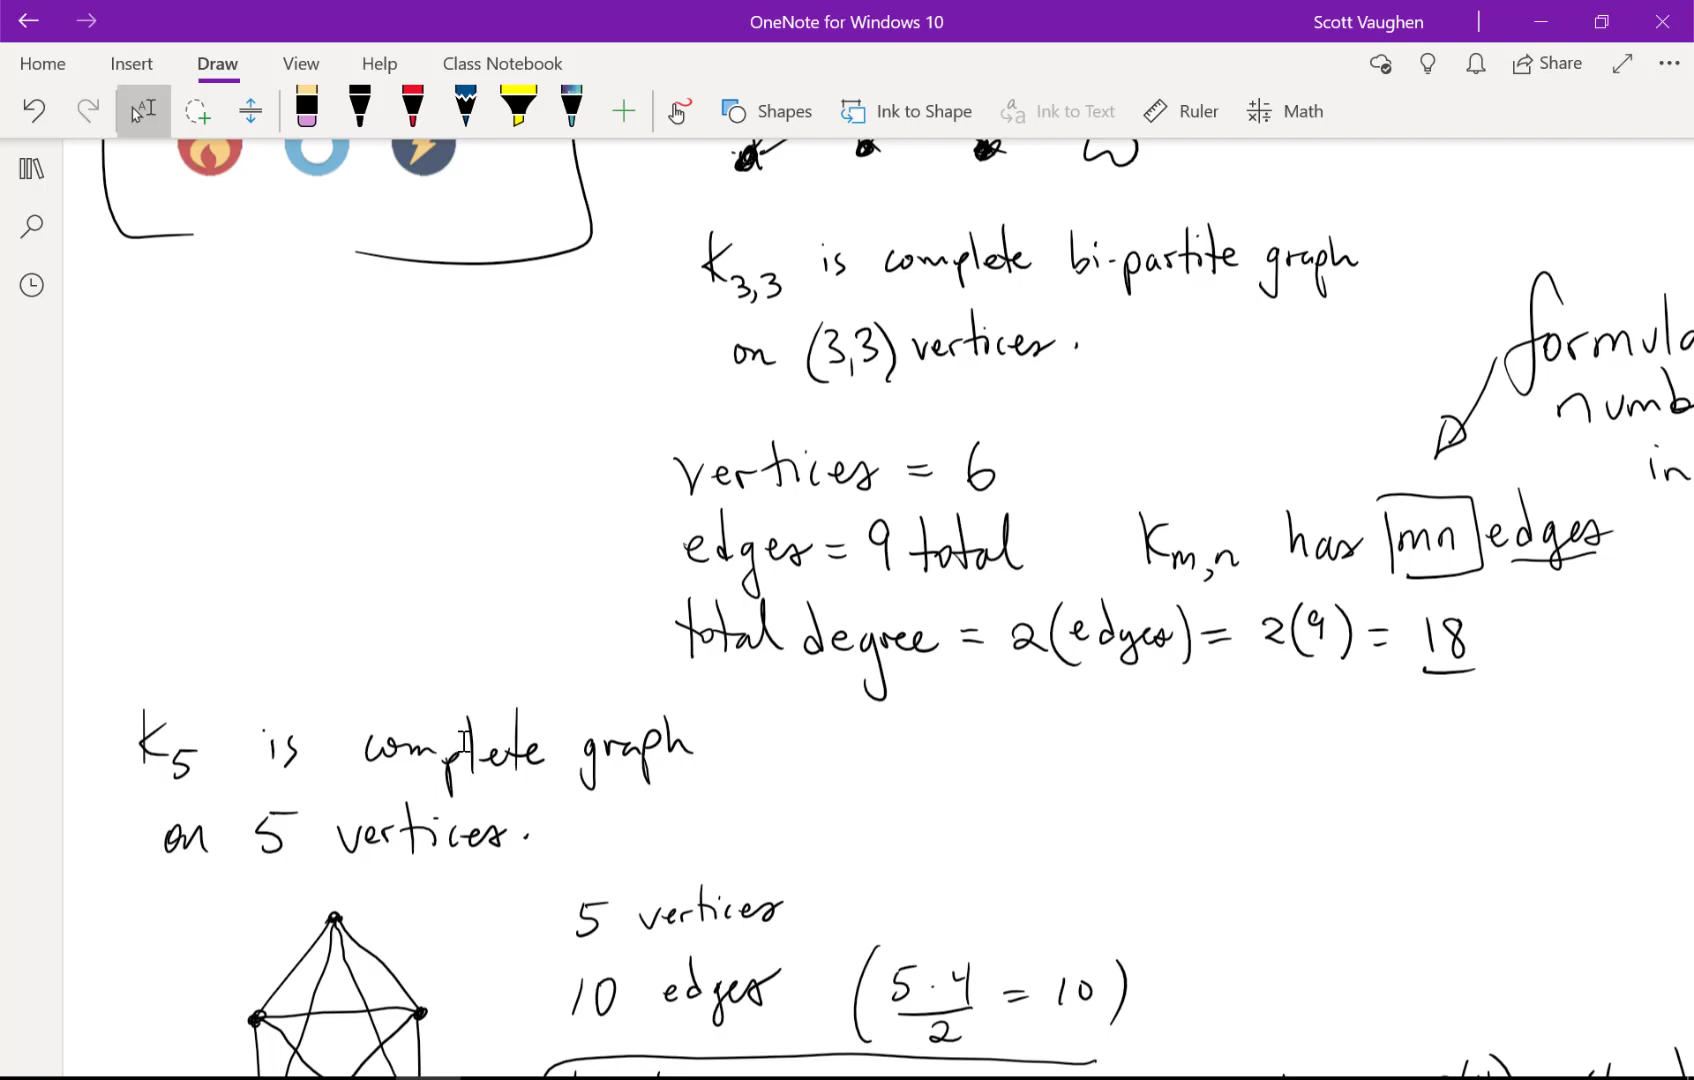 OneNote for Windows 10
Scott Vaughen
Home Insert Draw View Help Class Notebook
Share
Shapes Ink to Shape Ink to Text Ruler Math
K3,3 is complete bi-partite graph
on (3,3) vertices.
formula
numb
in
vertices = 6
edges = 9 total
Km,n has mn edges
total degree = 2(edges) = 2(9) = 18
K5 is complete graph
on 5 vertices.
5 vertices
10 edges (5·4/2 = 10)